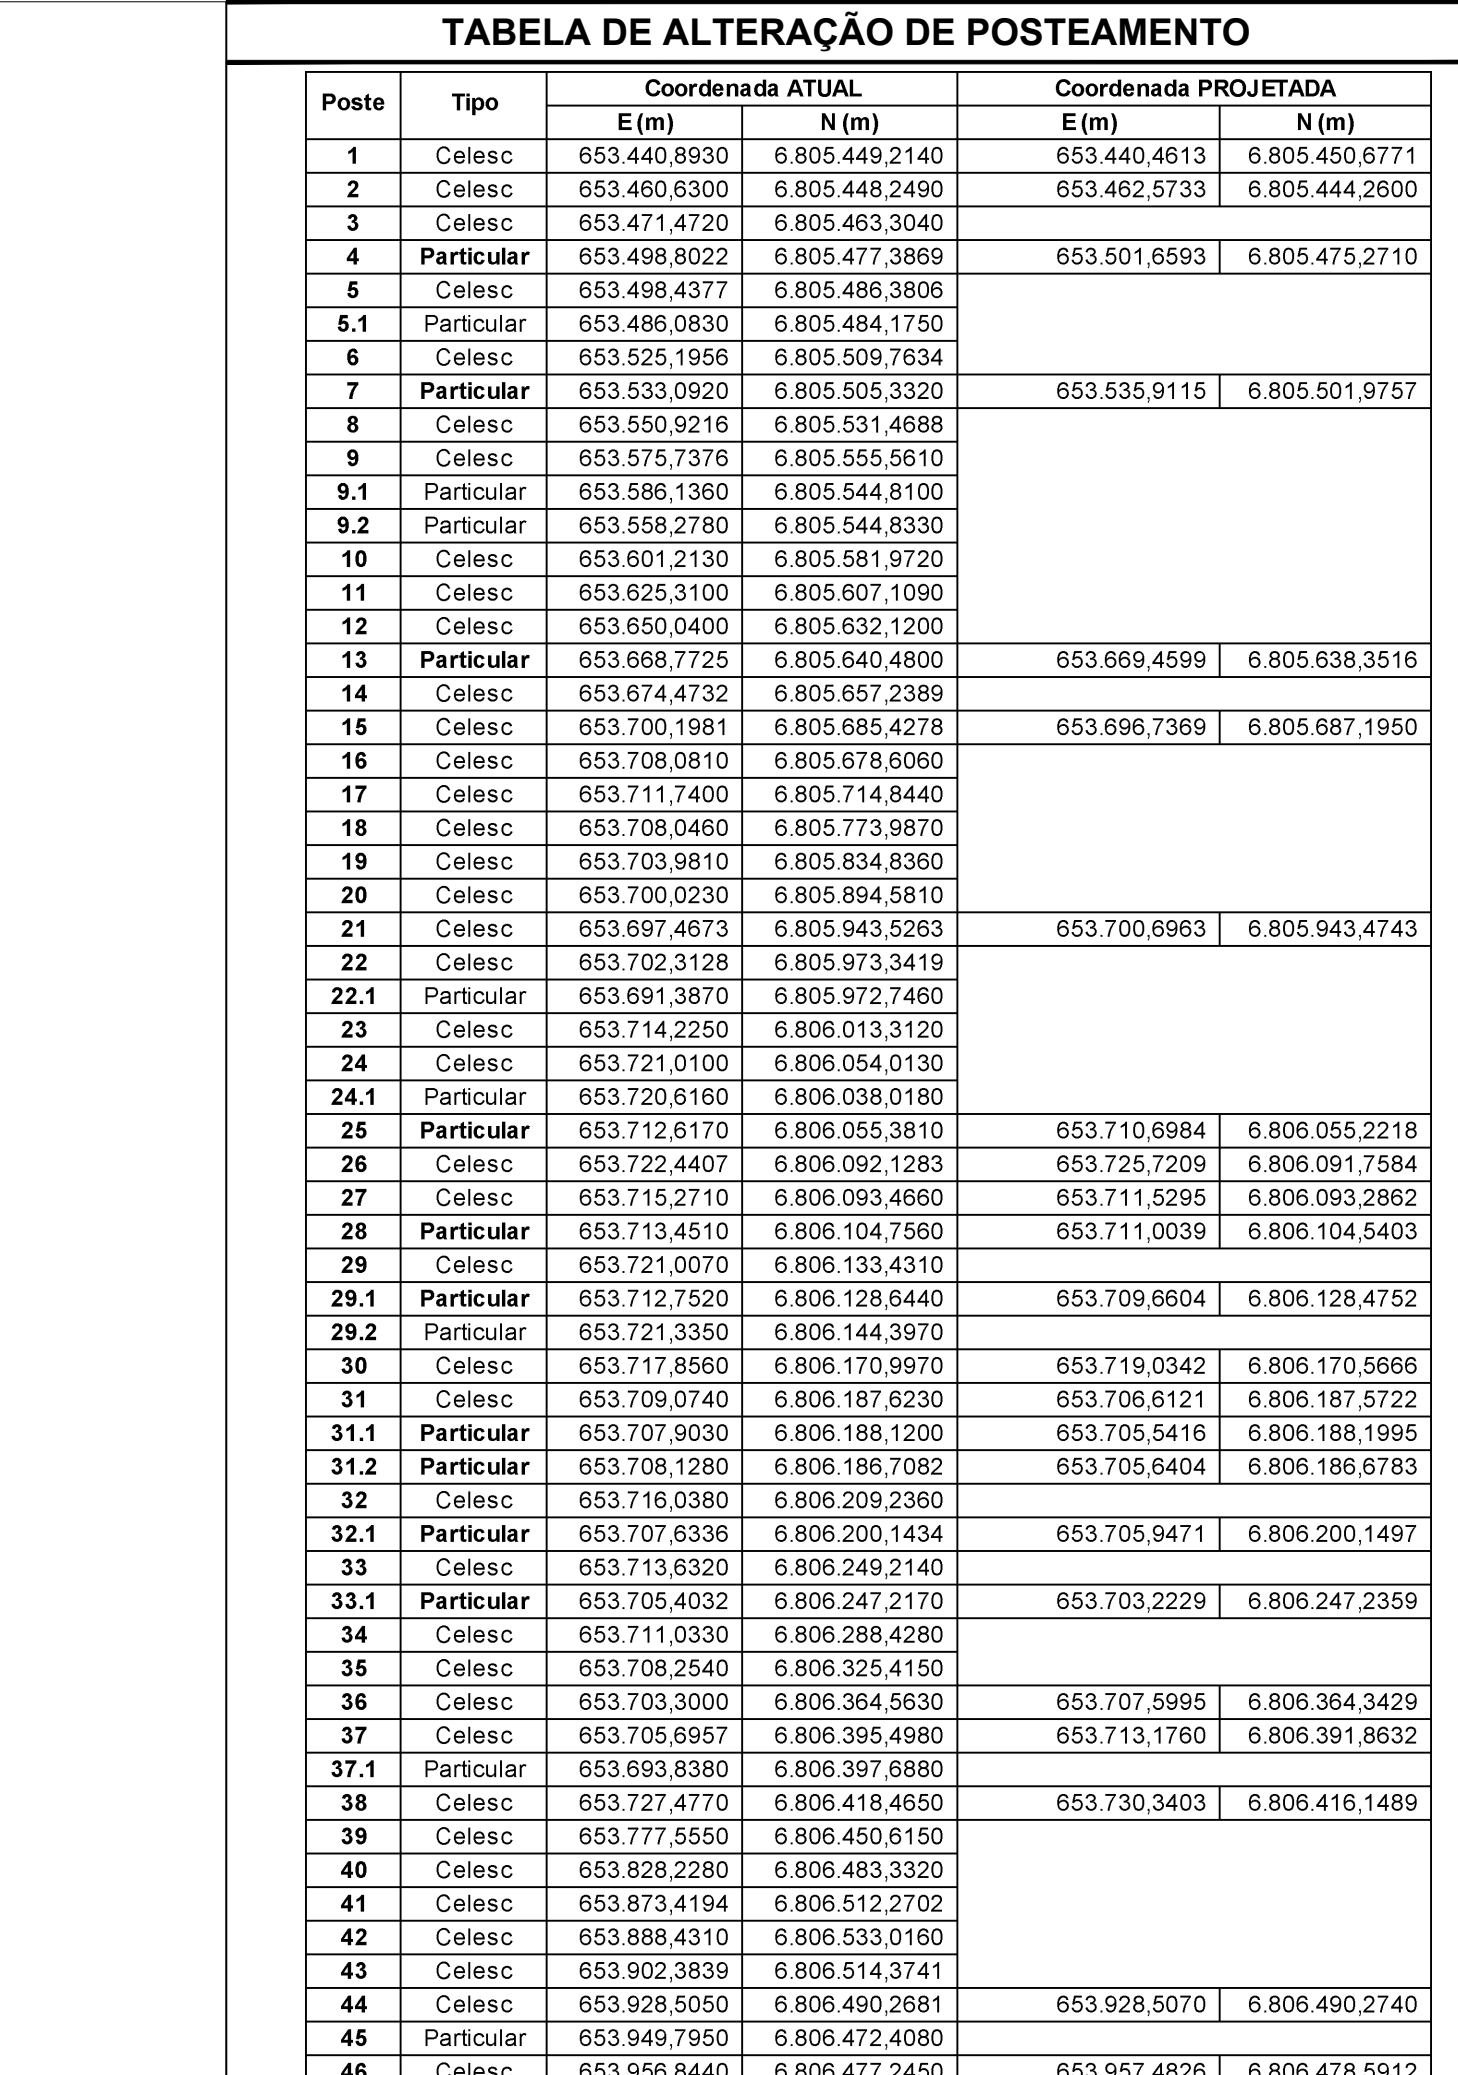 TABELA DE ALTERAÇÃO DE POSTEAMENTO
Poste Tipo Coordenada ATUAL Coordenada PROJETADA
E (m) N (m) E (m) N (m)
1 Celesc 653.440,8930 6.805.449,2140 653.440,4613 6.805.450,6771
2 Celesc 653.460,6300 6.805.448,2490 653.462,5733 6.805.444,2600
3 Celesc 653.471,4720 6.805.463,3040
4 Particular 653.498,8022 6.805.477,3869 653.501,6593 6.805.475,2710
5 Celesc 653.498,4377 6.805.486,3806
5.1 Particular 653.486,0830 6.805.484,1750
6 Celesc 653.525,1956 6.805.509,7634
7 Particular 653.533,0920 6.805.505,3320 653.535,9115 6.805.501,9757
8 Celesc 653.550,9216 6.805.531,4688
9 Celesc 653.575,7376 6.805.555,5610
9.1 Particular 653.586,1360 6.805.544,8100
9.2 Particular 653.558,2780 6.805.544,8330
10 Celesc 653.601,2130 6.805.581,9720
11 Celesc 653.625,3100 6.805.607,1090
12 Celesc 653.650,0400 6.805.632,1200
13 Particular 653.668,7725 6.805.640,4800 653.669,4599 6.805.638,3516
14 Celesc 653.674,4732 6.805.657,2389
15 Celesc 653.700,1981 6.805.685,4278 653.696,7369 6.805.687,1950
16 Celesc 653.708,0810 6.805.678,6060
17 Celesc 653.711,7400 6.805.714,8440
18 Celesc 653.708,0460 6.805.773,9870
19 Celesc 653.703,9810 6.805.834,8360
20 Celesc 653.700,0230 6.805.894,5810
21 Celesc 653.697,4673 6.805.943,5263 653.700,6963 6.805.943,4743
22 Celesc 653.702,3128 6.805.973,3419
22.1 Particular 653.691,3870 6.805.972,7460
23 Celesc 653.714,2250 6.806.013,3120
24 Celesc 653.721,0100 6.806.054,0130
24.1 Particular 653.720,6160 6.806.038,0180
25 Particular 653.712,6170 6.806.055,3810 653.710,6984 6.806.055,2218
26 Celesc 653.722,4407 6.806.092,1283 653.725,7209 6.806.091,7584
27 Celesc 653.715,2710 6.806.093,4660 653.711,5295 6.806.093,2862
28 Particular 653.713,4510 6.806.104,7560 653.711,0039 6.806.104,5403
29 Celesc 653.721,0070 6.806.133,4310
29.1 Particular 653.712,7520 6.806.128,6440 653.709,6604 6.806.128,4752
29.2 Particular 653.721,3350 6.806.144,3970
30 Celesc 653.717,8560 6.806.170,9970 653.719,0342 6.806.170,5666
31 Celesc 653.709,0740 6.806.187,6230 653.706,6121 6.806.187,5722
31.1 Particular 653.707,9030 6.806.188,1200 653.705,5416 6.806.188,1995
31.2 Particular 653.708,1280 6.806.186,7082 653.705,6404 6.806.186,6783
32 Celesc 653.716,0380 6.806.209,2360
32.1 Particular 653.707,6336 6.806.200,1434 653.705,9471 6.806.200,1497
33 Celesc 653.713,6320 6.806.249,2140
33.1 Particular 653.705,4032 6.806.247,2170 653.703,2229 6.806.247,2359
34 Celesc 653.711,0330 6.806.288,4280
35 Celesc 653.708,2540 6.806.325,4150
36 Celesc 653.703,3000 6.806.364,5630 653.707,5995 6.806.364,3429
37 Celesc 653.705,6957 6.806.395,4980 653.713,1760 6.806.391,8632
37.1 Particular 653.693,8380 6.806.397,6880
38 Celesc 653.727,4770 6.806.418,4650 653.730,3403 6.806.416,1489
39 Celesc 653.777,5550 6.806.450,6150
40 Celesc 653.828,2280 6.806.483,3320
41 Celesc 653.873,4194 6.806.512,2702
42 Celesc 653.888,4310 6.806.533,0160
43 Celesc 653.902,3839 6.806.514,3741
44 Celesc 653.928,5050 6.806.490,2681 653.928,5070 6.806.490,2740
45 Particular 653.949,7950 6.806.472,4080
46 Celesc 653.956,8440 6.806.477,2450 653.957,4826 6.806.478,5912